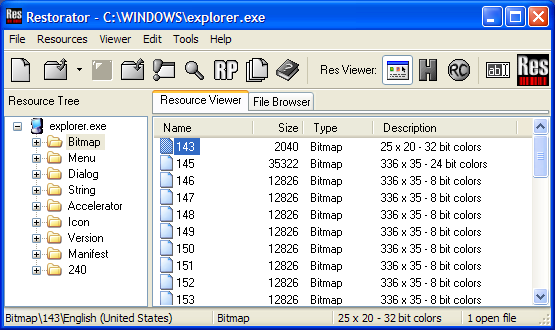 Restorator - C:\WINDOWS\explorer.exe
File Resources Viewer Edit Tools Help
RP Res Viewer: H RC ab Res
Resource Tree
Resource Viewer File Browser
explorer.exe
Bitmap
Menu
Dialog
String
Accelerator
Icon
Version
Manifest
240
Name Size Type Description
143 2040 Bitmap 25 x 20 - 32 bit colors
145 35322 Bitmap 336 x 35 - 24 bit colors
146 12826 Bitmap 336 x 35 - 8 bit colors
147 12826 Bitmap 336 x 35 - 8 bit colors
148 12826 Bitmap 336 x 35 - 8 bit colors
149 12826 Bitmap 336 x 35 - 8 bit colors
150 12826 Bitmap 336 x 35 - 8 bit colors
151 12826 Bitmap 336 x 35 - 8 bit colors
152 12826 Bitmap 336 x 35 - 8 bit colors
153 12826 Bitmap 336 x 35 - 8 bit colors
Bitmap\143\English (United States) Bitmap 25 x 20 - 32 bit colors 1 open file